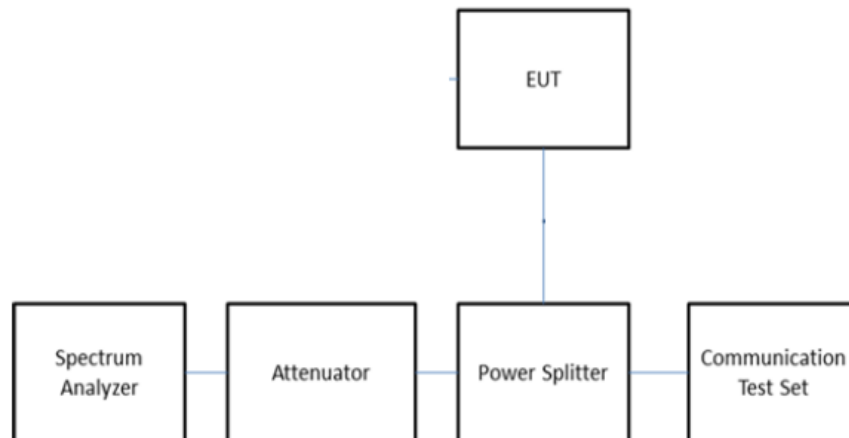 EUT
Spectrum
Analyzer
Attenuator
Power Splitter
Communication
Test Set